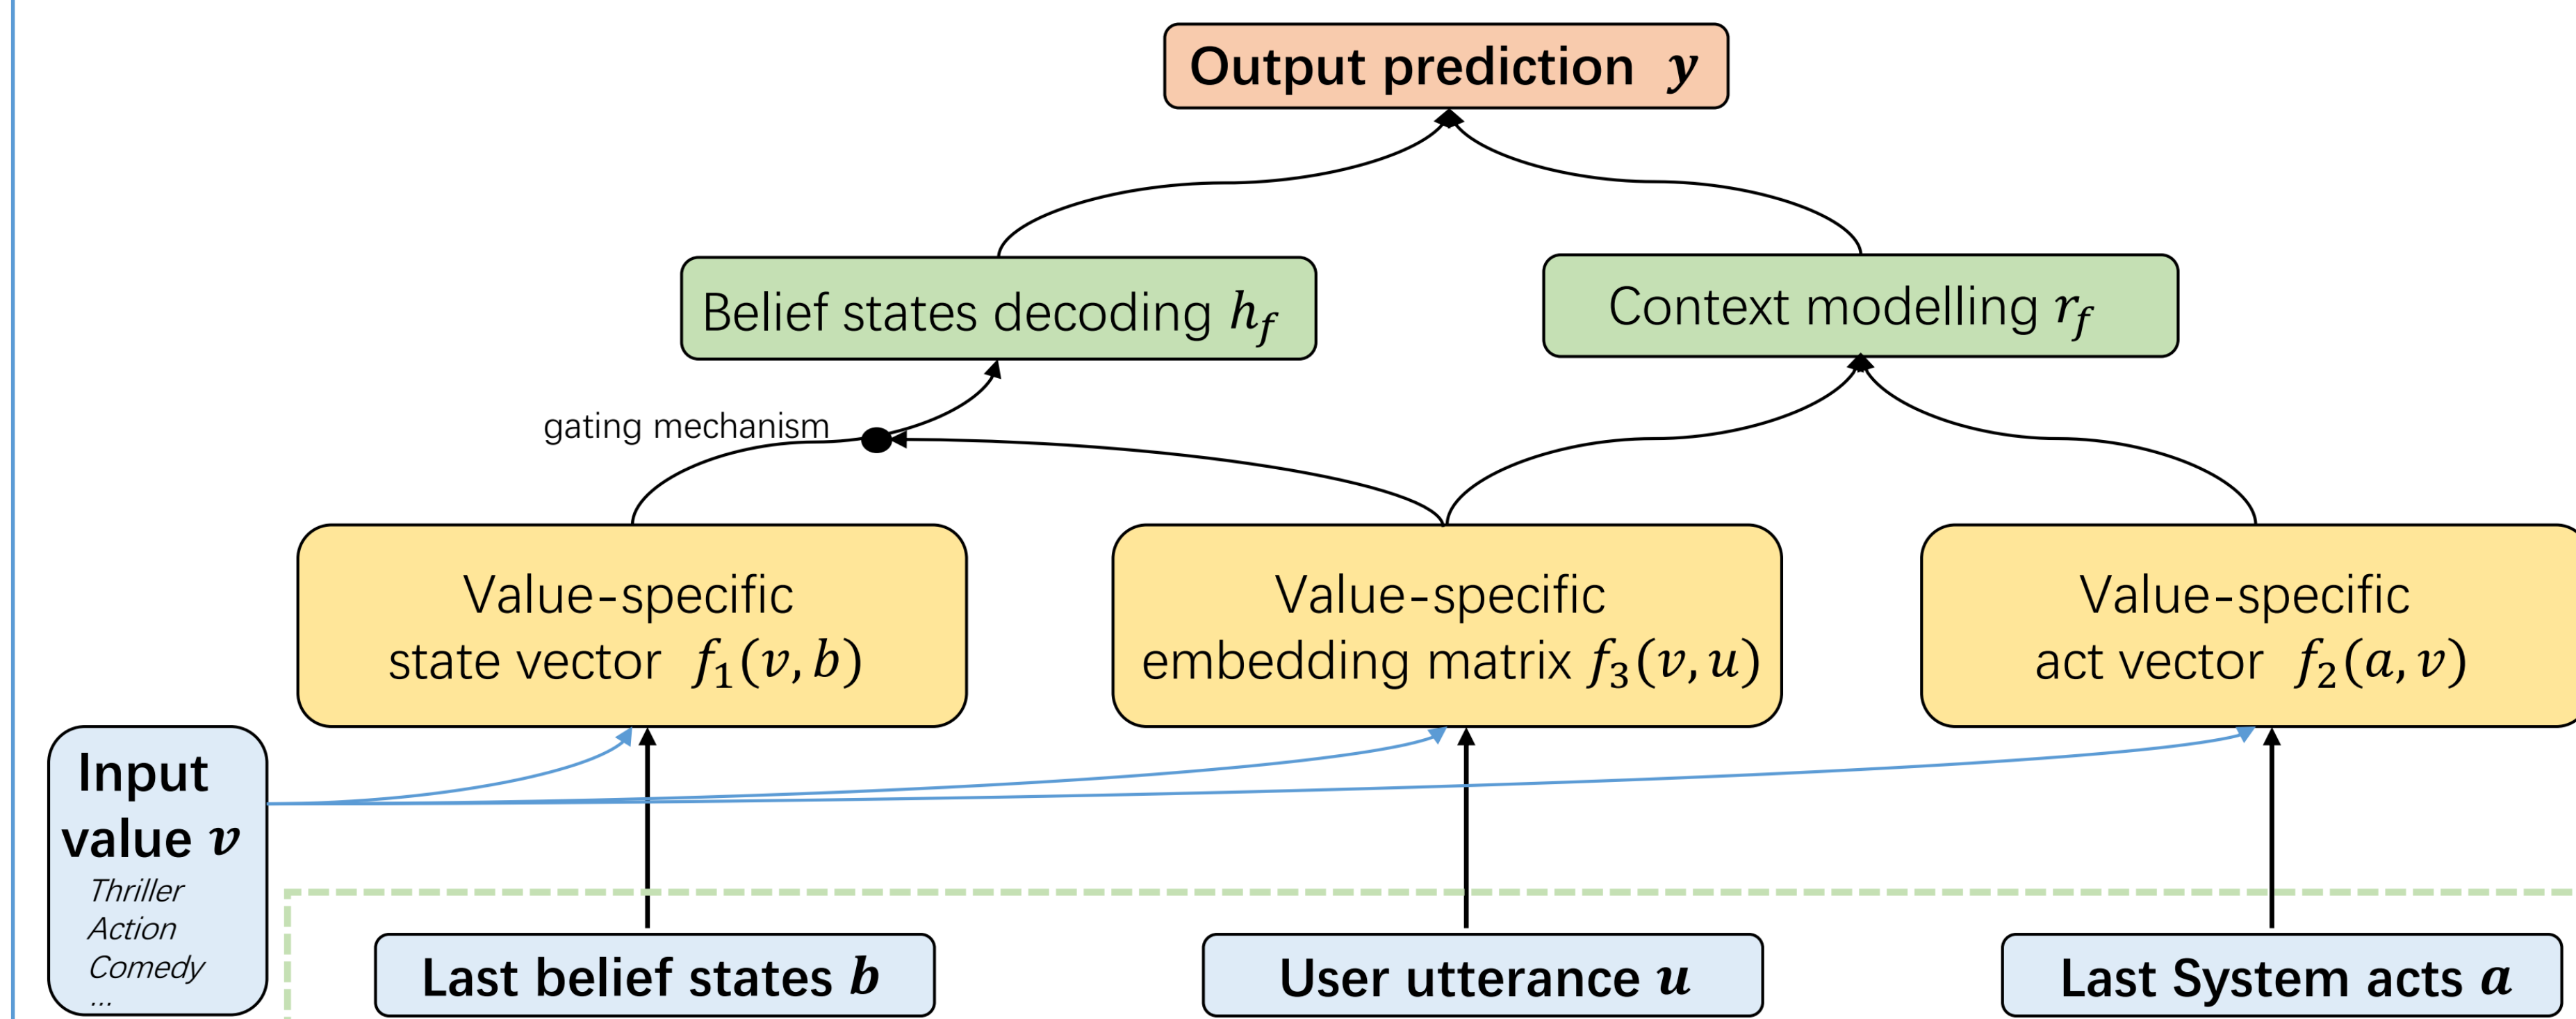 Output prediction y
Belief states decoding h_f
Context modelling r_f
gating mechanism
Value-specific
state vector f_1(v, b)
Value-specific
embedding matrix f_3(v, u)
Value-specific
act vector f_2(a, v)
Input
value v
Thriller
Action
Comedy
...
Last belief states b
User utterance u
Last System acts a